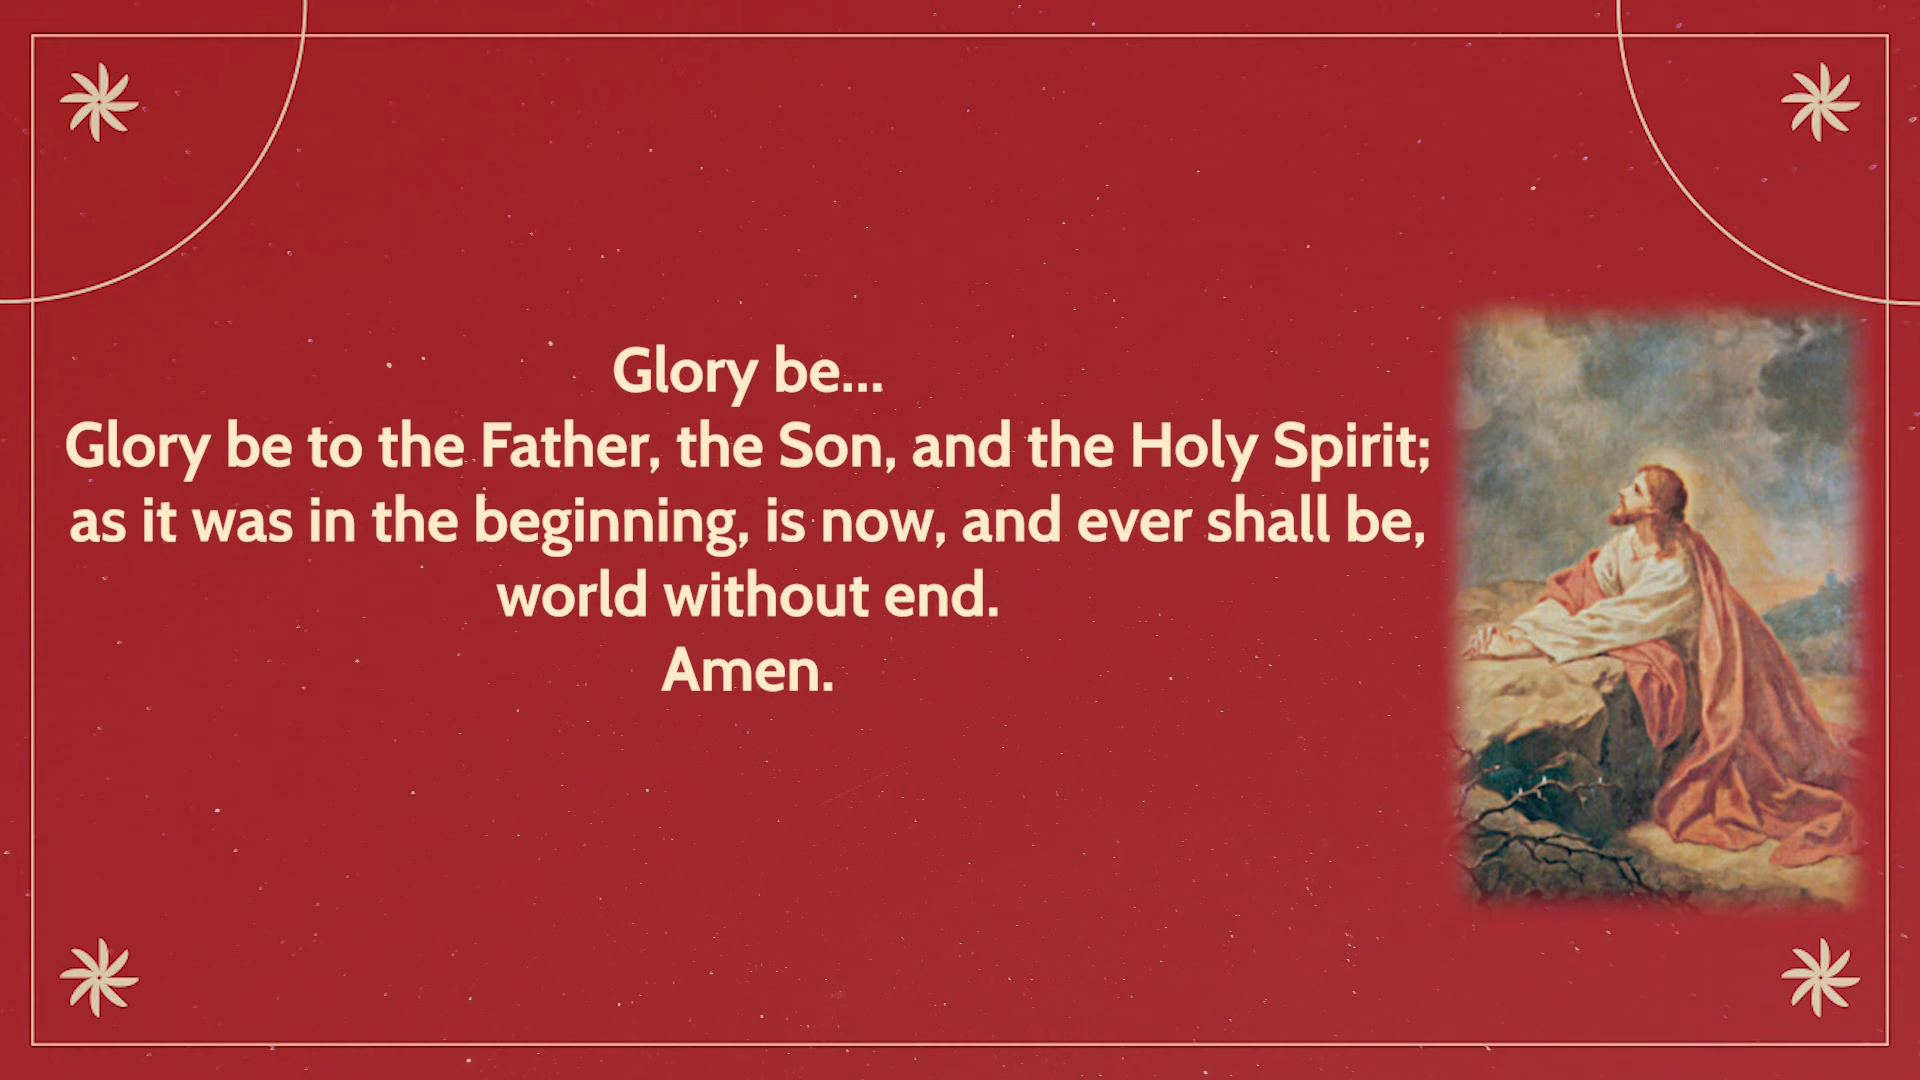 Glory be...
Glory be to the Father, the Son, and the Holy Spirit;
as it was in the beginning, is now, and ever shall be,
world without end.
Amen.